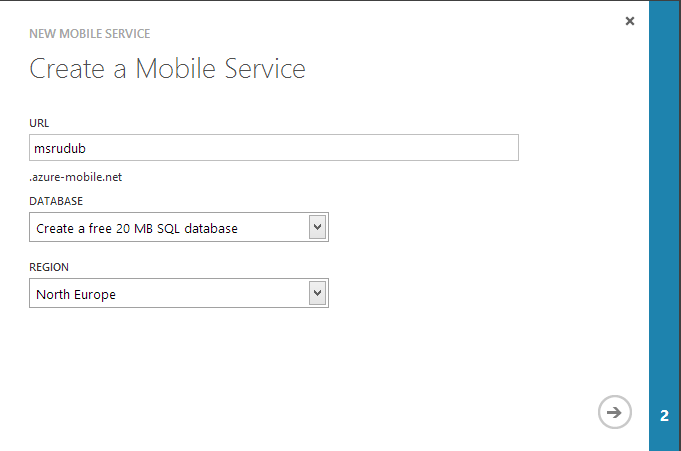 NEW MOBILE SERVICE
Create a Mobile Service
URL
msrudub
.azure-mobile.net
DATABASE
Create a free 20 MB SQL database
REGION
North Europe
2